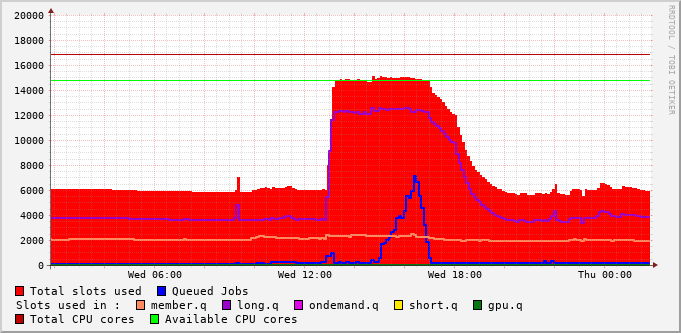 20000
18000
16000
14000
12000
10000
8000
6000
4000
2000
0
Wed 06:00 Wed 12:00 Wed 18:00 Thu 00:00
Total slots used Queued Jobs
Slots used in : member.q long.q ondemand.q short.q gpu.q
Total CPU cores Available CPU cores
RRDTOOL / TOBI OETIKER